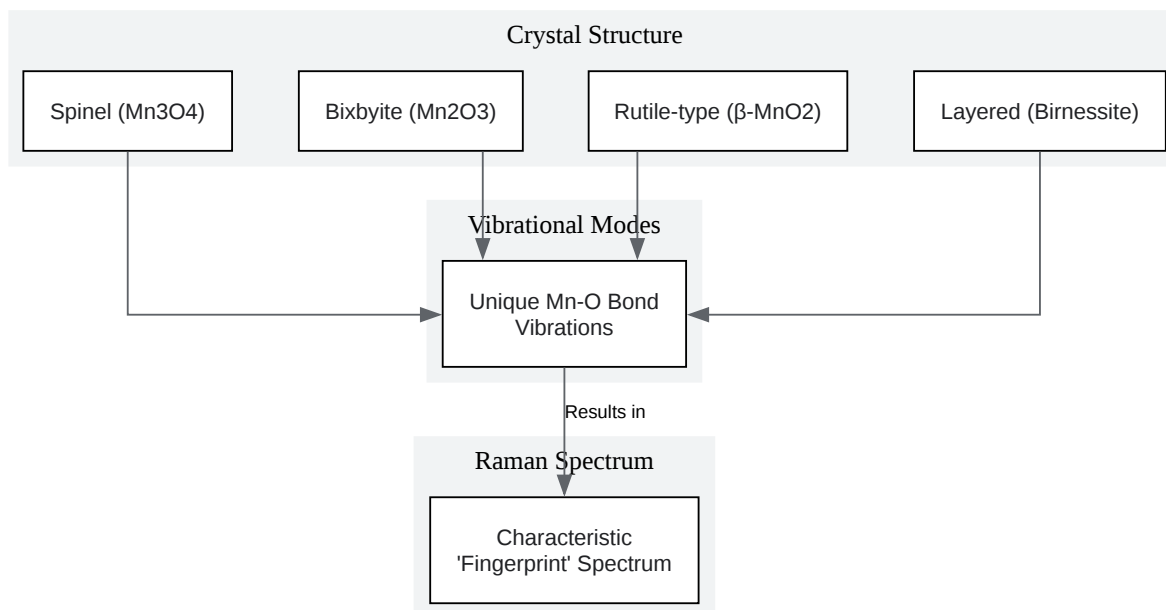 Crystal Structure
Spinel (Mn3O4)
Bixbyite (Mn2O3)
Rutile-type (β-MnO2)
Layered (Birnessite)
Vibrational Modes
Unique Mn-O Bond
Vibrations
Results in
Raman Spectrum
Characteristic
'Fingerprint' Spectrum